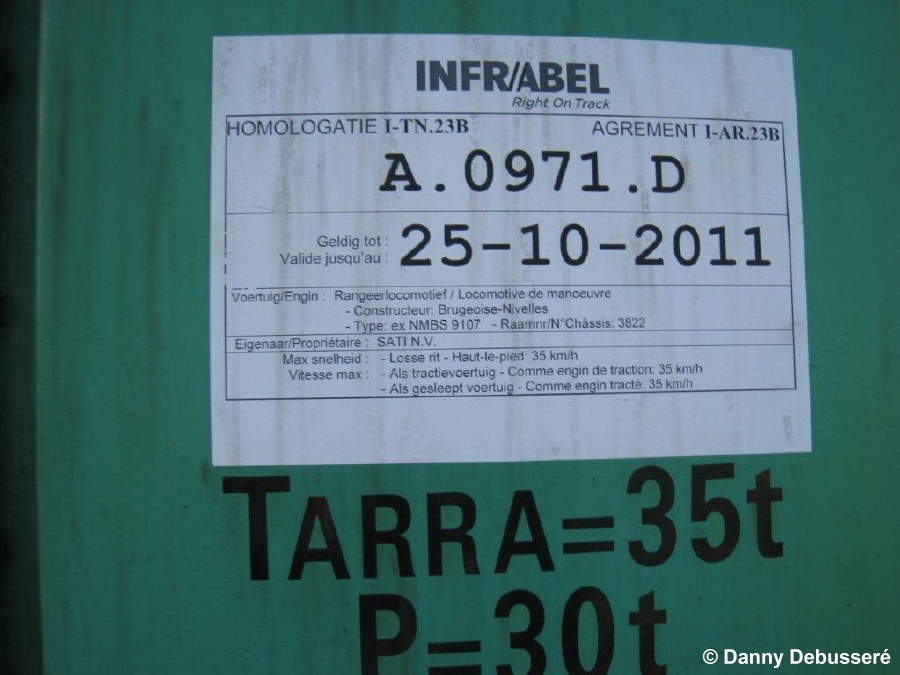 INFR/ABEL
Right On Track
HOMOLOGATIE I-TN.23B AGREMENT I-AR.23B
A.0971.D
Geldig tot :
Valide jusqu'au : 25-10-2011
Voertuig/Engin : Rangeerlocomotief / Locomotive de manoeuvre
- Constructeur: Brugeoise-Nivelles
- Type: ex NMBS 9107 - Raamnr/N°Châssis: 3822
Eigenaar/Propriétaire : SATI N.V.
Max snelheid : - Losse rit - Haut-le-pied: 35 km/h
Vitesse max : - Als tractievoertuig - Comme engin de traction: 35 km/h
- Als gesleept voertuig - Comme engin tracté: 35 km/h
TARRA=35t
P=30t
© Danny Debusseré